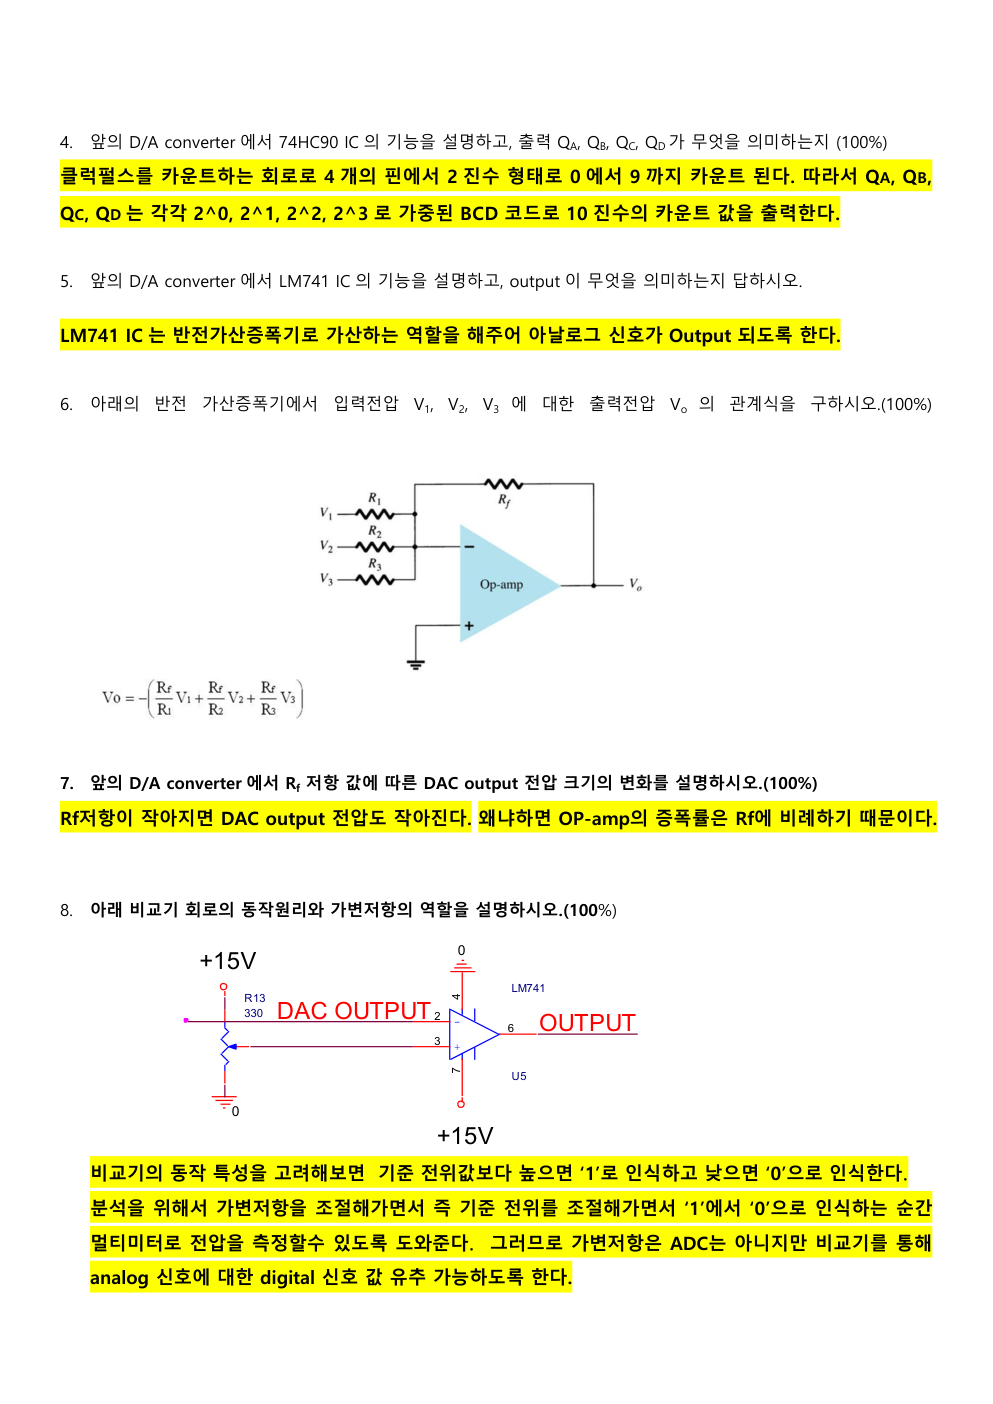 4. 앞의 D/A converter 에서 74HC90 IC 의 기능을 설명하고, 출력 QA, QB, QC, QD 가 무엇을 의미하는지 (100%)
클럭펄스를 카운트하는 회로로 4 개의 핀에서 2 진수 형태로 0 에서 9 까지 카운트 된다. 따라서 QA, QB,
QC, QD 는 각각 2^0, 2^1, 2^2, 2^3 로 가중된 BCD 코드로 10 진수의 카운트 값을 출력한다.
5. 앞의 D/A converter 에서 LM741 IC 의 기능을 설명하고, output 이 무엇을 의미하는지 답하시오.
LM741 IC 는 반전가산증폭기로 가산하는 역할을 해주어 아날로그 신호가 Output 되도록 한다.
6. 아래의 반전 가산증폭기에서 입력전압 V1, V2, V3 에 대한 출력전압 Vo 의 관계식을 구하시오.(100%)
R1
Rf
V1
R2
V2
−
R3
V3
Op-amp
Vo
+
Vo = −(Rf/R1 V1 + Rf/R2 V2 + Rf/R3 V3)
7. 앞의 D/A converter 에서 Rf 저항 값에 따른 DAC output 전압 크기의 변화를 설명하시오.(100%)
Rf저항이 작아지면 DAC output 전압도 작아진다. 왜냐하면 OP-amp의 증폭률은 Rf에 비례하기 때문이다.
8. 아래 비교기 회로의 동작원리와 가변저항의 역할을 설명하시오.(100%)
0
+15V
LM741
R13
330
DAC OUTPUT
4
2
−
6
OUTPUT
3
+
7
U5
0
+15V
비교기의 동작 특성을 고려해보면 기준 전위값보다 높으면 ‘1’로 인식하고 낮으면 ‘0’으로 인식한다.
분석을 위해서 가변저항을 조절해가면서 즉 기준 전위를 조절해가면서 ‘1’에서 ‘0’으로 인식하는 순간
멀티미터로 전압을 측정할수 있도록 도와준다. 그러므로 가변저항은 ADC는 아니지만 비교기를 통해
analog 신호에 대한 digital 신호 값 유추 가능하도록 한다.